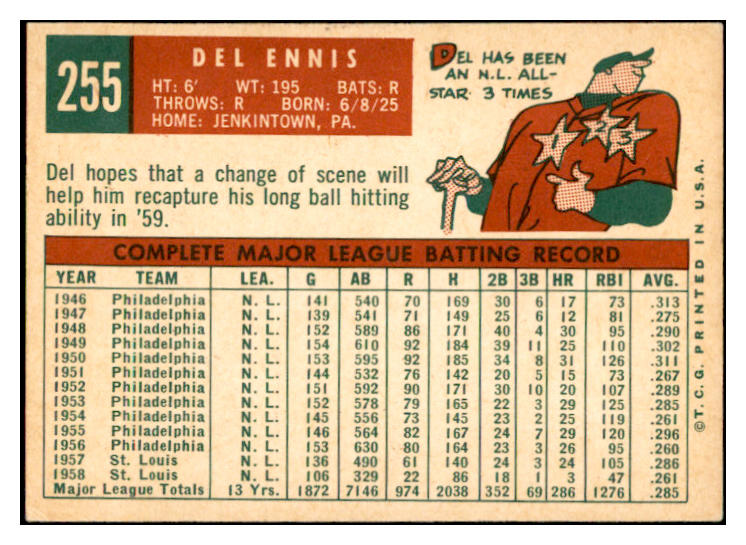 255
DEL ENNIS
HT: 6' WT: 195 BATS: R
THROWS: R BORN: 6/8/25
HOME: JENKINTOWN, PA.
DEL HAS BEEN
AN N.L. ALL-
STAR 3 TIMES
1 2 3
Del hopes that a change of scene will
help him recapture his long ball hitting
ability in '59.
COMPLETE MAJOR LEAGUE BATTING RECORD
YEAR TEAM LEA. G AB R H 2B 3B HR RBI AVG.
1946 Philadelphia N. L. 141 540 70 169 30 6 17 73 .313
1947 Philadelphia N. L. 139 541 71 149 25 6 12 81 .275
1948 Philadelphia N. L. 152 589 86 171 40 4 30 95 .290
1949 Philadelphia N. L. 154 610 92 184 39 11 25 110 .302
1950 Philadelphia N. L. 153 595 92 185 34 8 31 126 .311
1951 Philadelphia N. L. 144 532 76 142 20 5 15 73 .267
1952 Philadelphia N. L. 151 592 90 171 30 10 20 107 .289
1953 Philadelphia N. L. 152 578 79 165 22 3 29 125 .285
1954 Philadelphia N. L. 145 556 73 145 23 2 25 119 .261
1955 Philadelphia N. L. 146 564 82 167 24 7 29 120 .296
1956 Philadelphia N. L. 153 630 80 164 23 3 26 95 .260
1957 St. Louis N. L. 136 490 61 140 24 3 24 105 .286
1958 St. Louis N. L. 106 329 22 86 18 1 3 47 .261
Major League Totals 13 Yrs. 1872 7146 974 2038 352 69 286 1276 .285
©T.C.G. PRINTED IN U.S.A.